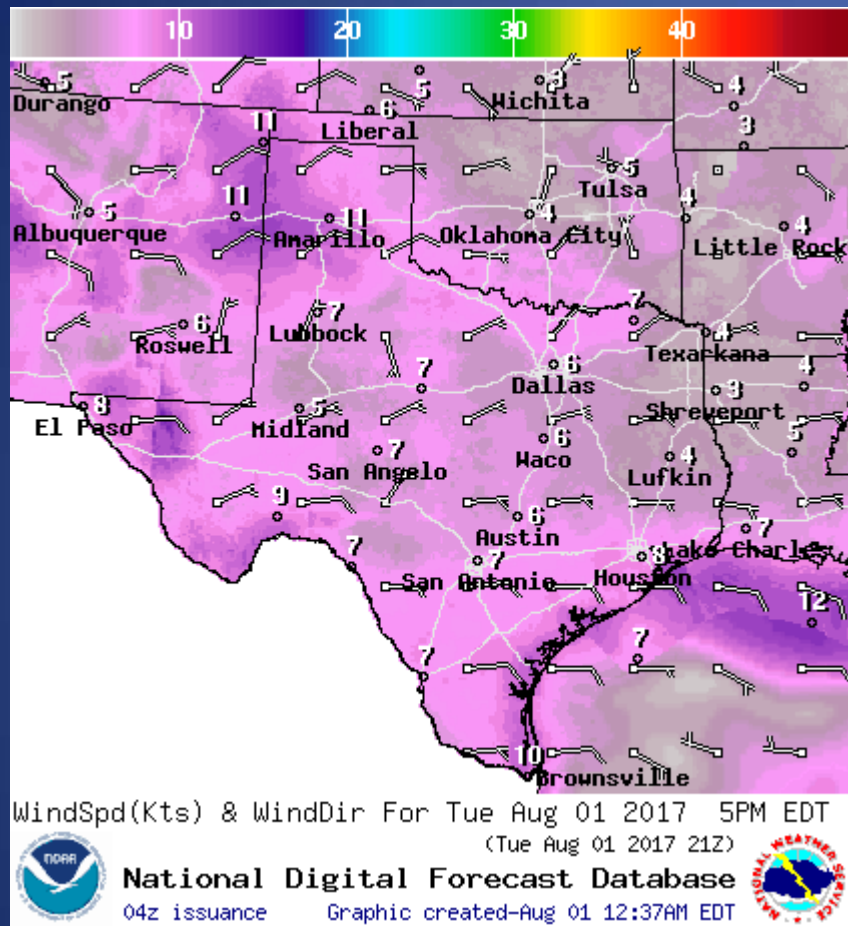 10 20 30 40
5 5 3 4
Durango Wichita
6
Liberal
11 3
5
Tulsa
5 11 11 4 4 4
Albuquerque Amarillo Oklahoma City Little Rock
6 7 7 4
Roswell Lubbock Texarkana
7 6
Dallas
8 5 3 4
El Paso Midland Shreveport
7 6 4 5
San Angelo Waco Lufkin
9 6 7
Austin Lake Charles
7 7 8
San Antonio Houston
12
7 7
10
Brownsville
WindSpd(Kts) & WindDir For Tue Aug 01 2017 5PM EDT
(Tue Aug 01 2017 21Z)
NOAA
National Digital Forecast Database
04z issuance Graphic created-Aug 01 12:37AM EDT
NATIONAL WEATHER SERVICE